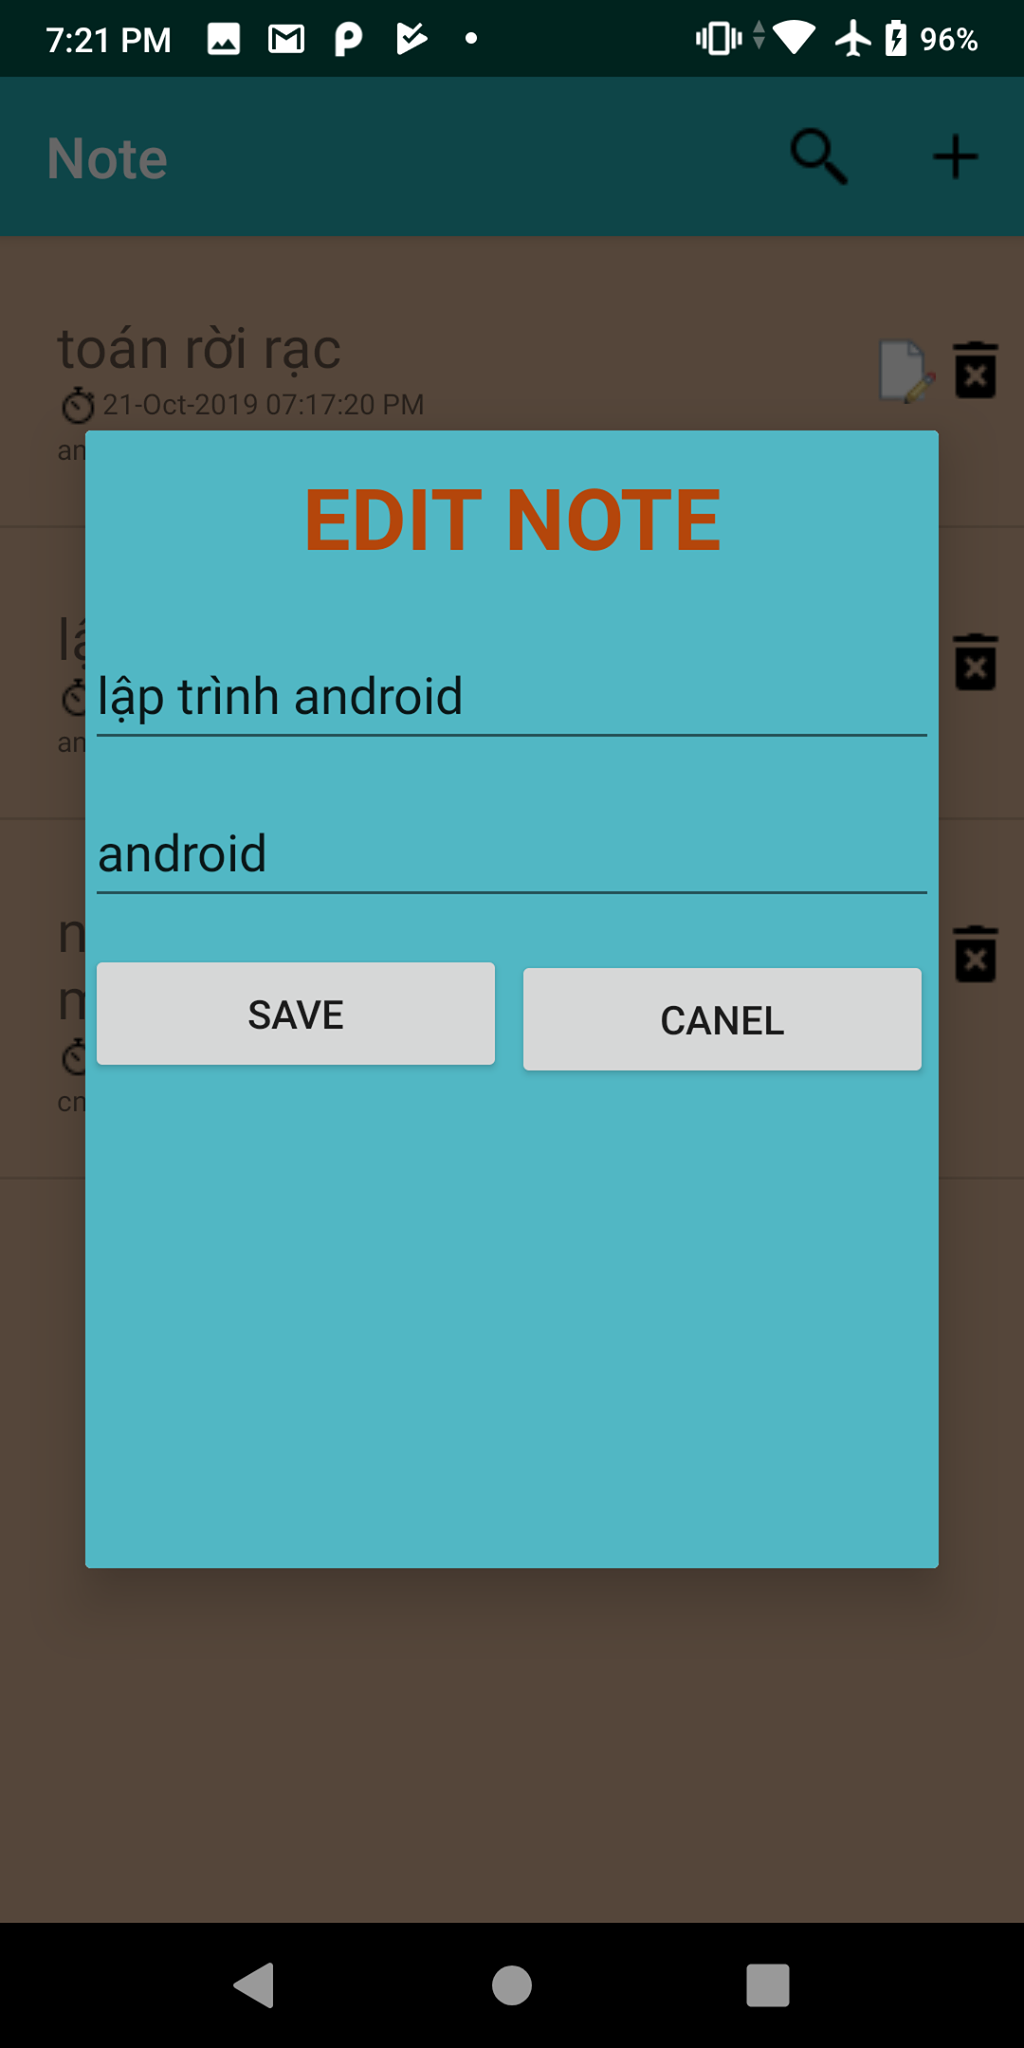 7:21 PM 96%
Note
toán rời rạc
21-Oct-2019 07:17:20 PM
EDIT NOTE
lập trình android
android
SAVE CANEL